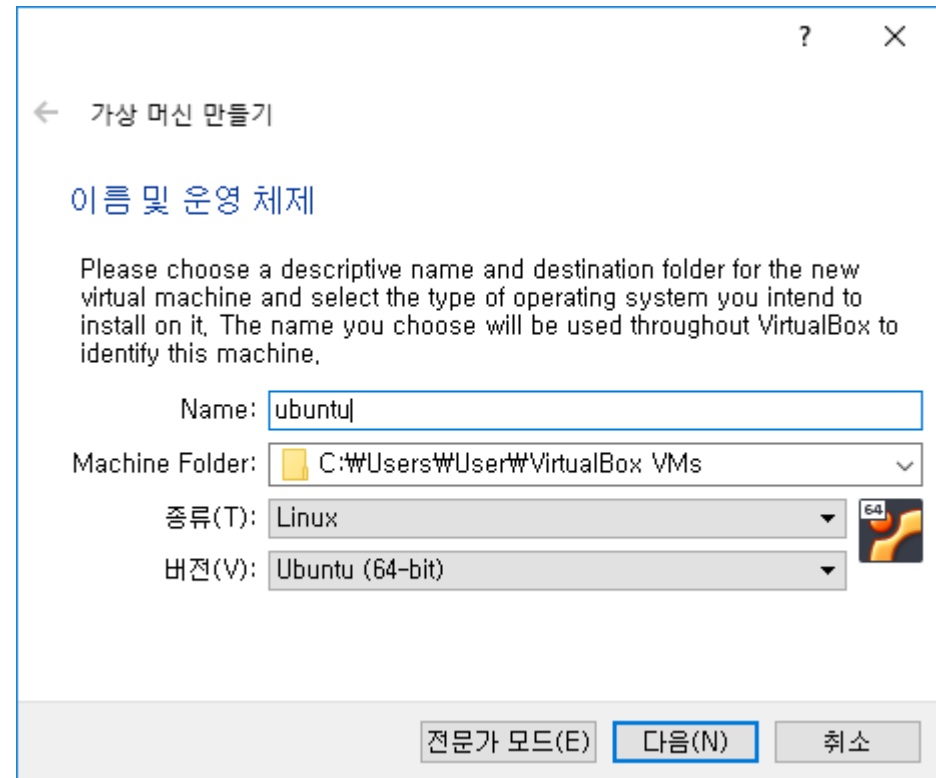 ?
가상 머신 만들기
이름 및 운영 체제
Please choose a descriptive name and destination folder for the new
virtual machine and select the type of operating system you intend to
install on it, The name you choose will be used throughout VirtualBox to
identify this machine,
Name: ubuntu
Machine Folder: C:₩Users₩User₩VirtualBox VMs
종류(T): Linux
64
버전(V): Ubuntu (64-bit)
전문가 모드(E) 다음(N) 취소